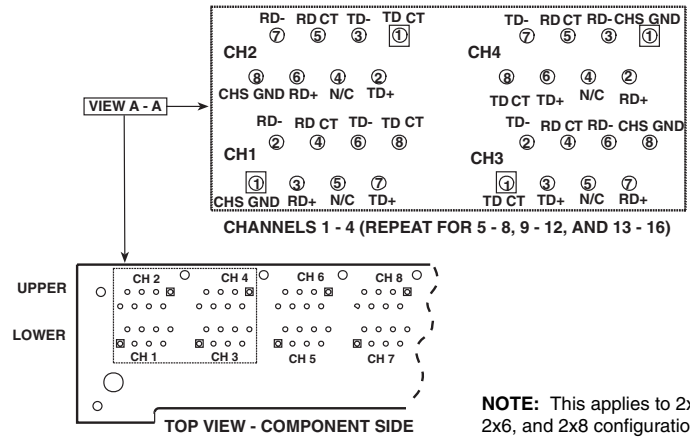 RD- RD CT TD- TD CT TD- RD CT RD- CHS GND
7 5 3 1 7 5 3 1
CH2 CH4
8 6 4 2 8 6 4 2
CHS GND RD+ N/C TD+ TD CT TD+ N/C RD+
VIEW A - A
RD- RD CT TD- TD CT TD- RD CT RD- CHS GND
2 4 6 8 2 4 6 8
CH1 CH3
1 3 5 7 1 3 5 7
CHS GND RD+ N/C TD+ TD CT TD+ N/C RD+
CHANNELS 1 - 4 (REPEAT FOR 5 - 8, 9 - 12, AND 13 - 16)
UPPER
CH 2 CH 4 CH 6 CH 8
LOWER
CH 1 CH 3 CH 5 CH 7
TOP VIEW - COMPONENT SIDE
NOTE: This applies to 2x
2x6, and 2x8 configuratio